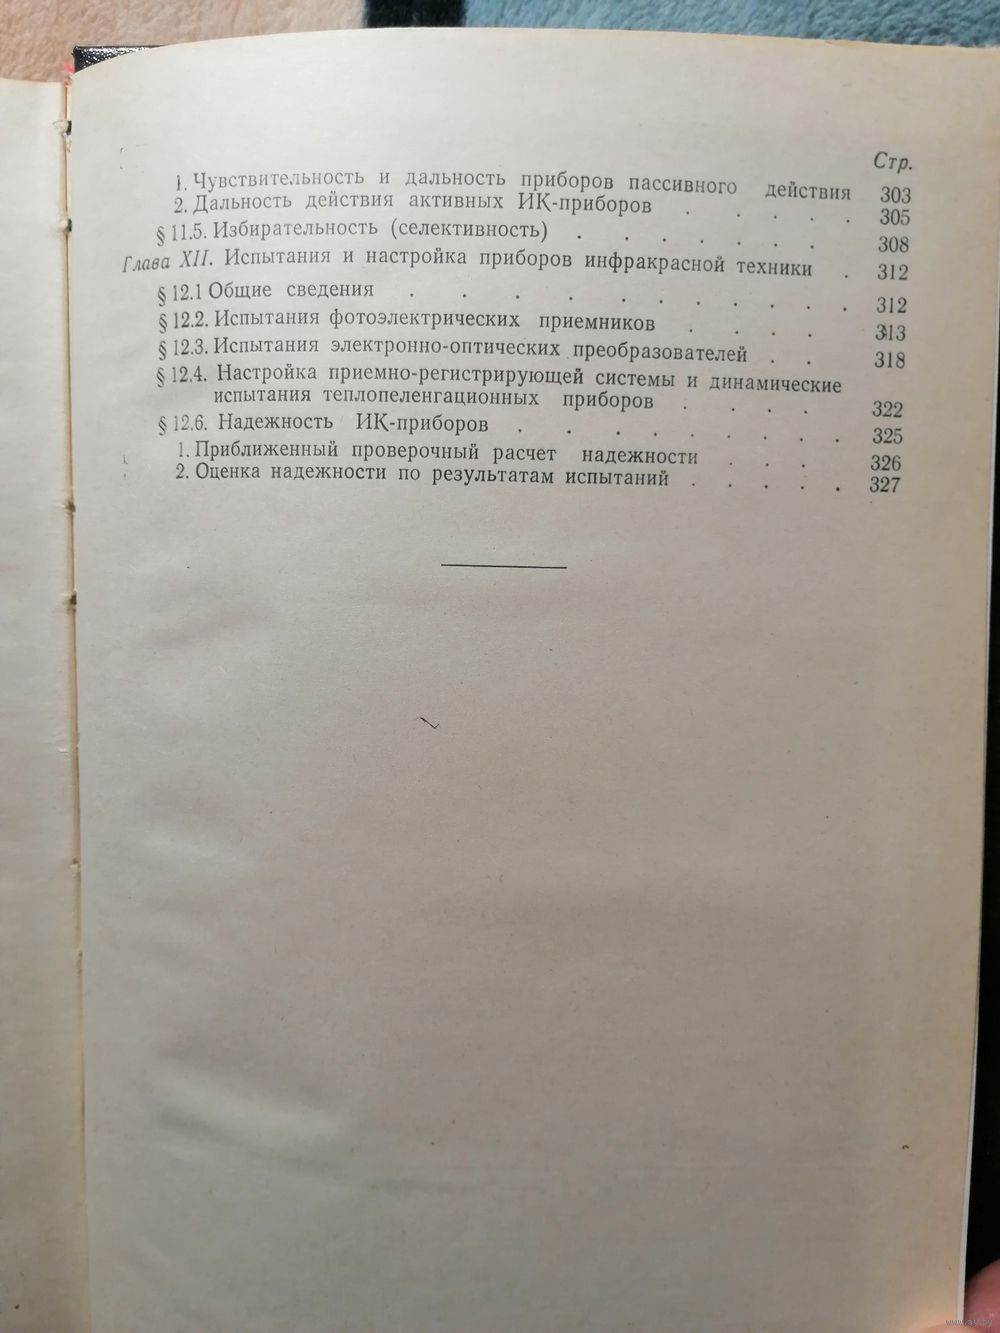 Стр.
1. Чувствительность и дальность приборов пассивного действия 303
2. Дальность действия активных ИК-приборов . . . . . 305
§ 11.5. Избирательность (селективность) . . . . . . 308
Глава XII. Испытания и настройка приборов инфракрасной техники . 312
§ 12.1 Общие сведения . . . . . . . . . 312
§ 12.2. Испытания фотоэлектрических приемников . . . . 313
§ 12.3. Испытания электронно-оптических преобразователей . . 318
§ 12.4. Настройка приемно-регистрирующей системы и динамические
испытания теплопеленгационных приборов . . . . 322
§ 12.6. Надежность ИК-приборов . . . . . . . . 325
1. Приближенный проверочный расчет надежности . . . 326
2. Оценка надежности по результатам испытаний . . . . . 327
www.ay.by